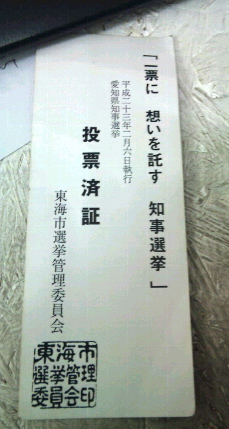 「一票に 想いを託す 知事選挙」
平成二十三年二月六日執行
愛知県知事選挙
投票済証
東海市選挙管理委員会
東海市
選挙管理
委員会印